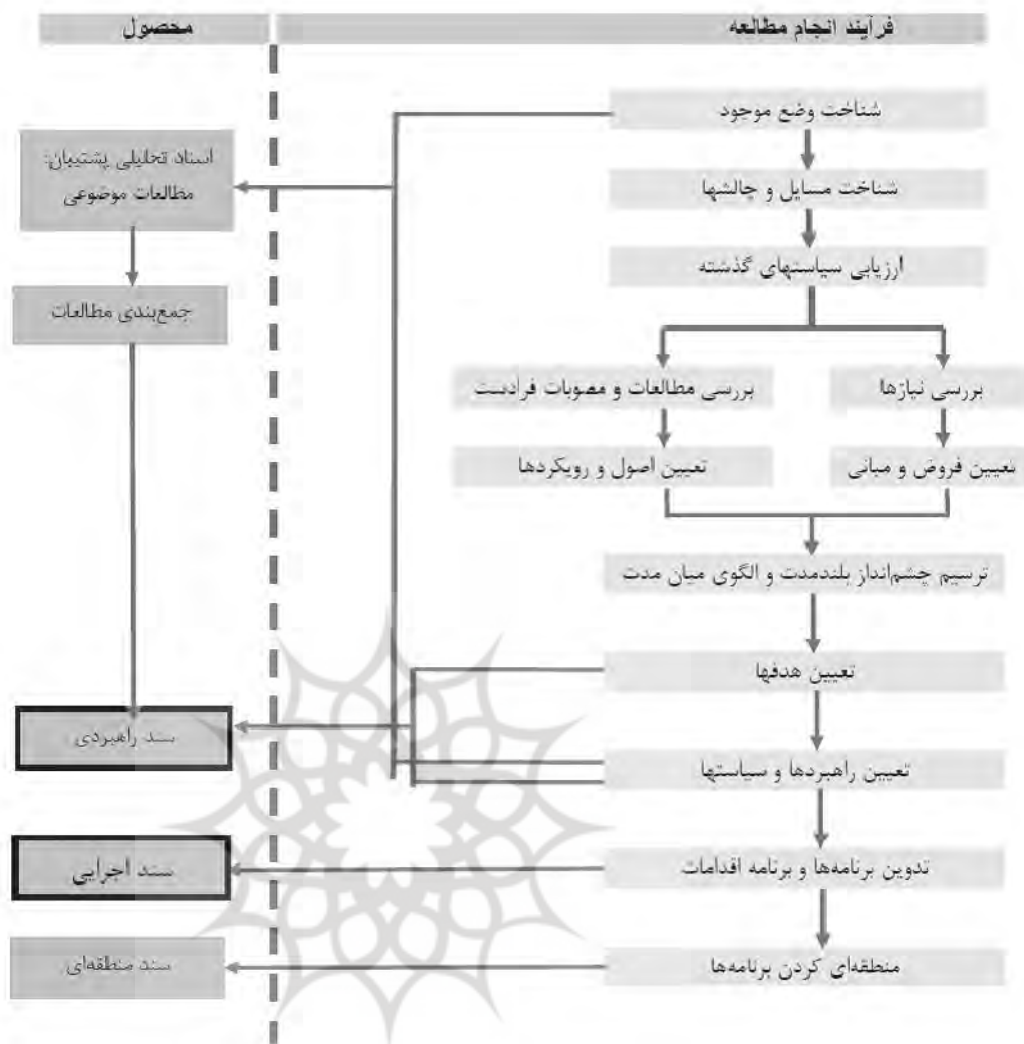 فرآیند انجام مطالعه
محصول
شناخت وضع موجود
شناخت مسایل و چالشها
ارزیابی سیاستهای گذشته
بررسی نیازها
بررسی مطالعات و مصوبات فرادست
تعیین فروض و مبانی
تعیین اصول و رویکردها
ترسیم چشم‌انداز بلندمدت و الگوی میان مدت
تعیین هدفها
تعیین راهبردها و سیاستها
تدوین برنامه‌ها و برنامه اقدامات
منطقه‌ای کردن برنامه‌ها
اسناد تحلیلی پشتیبان:
مطالعات موضوعی
جمع‌بندی مطالعات
سند راهبردی
سند اجرایی
سند منطقه‌ای